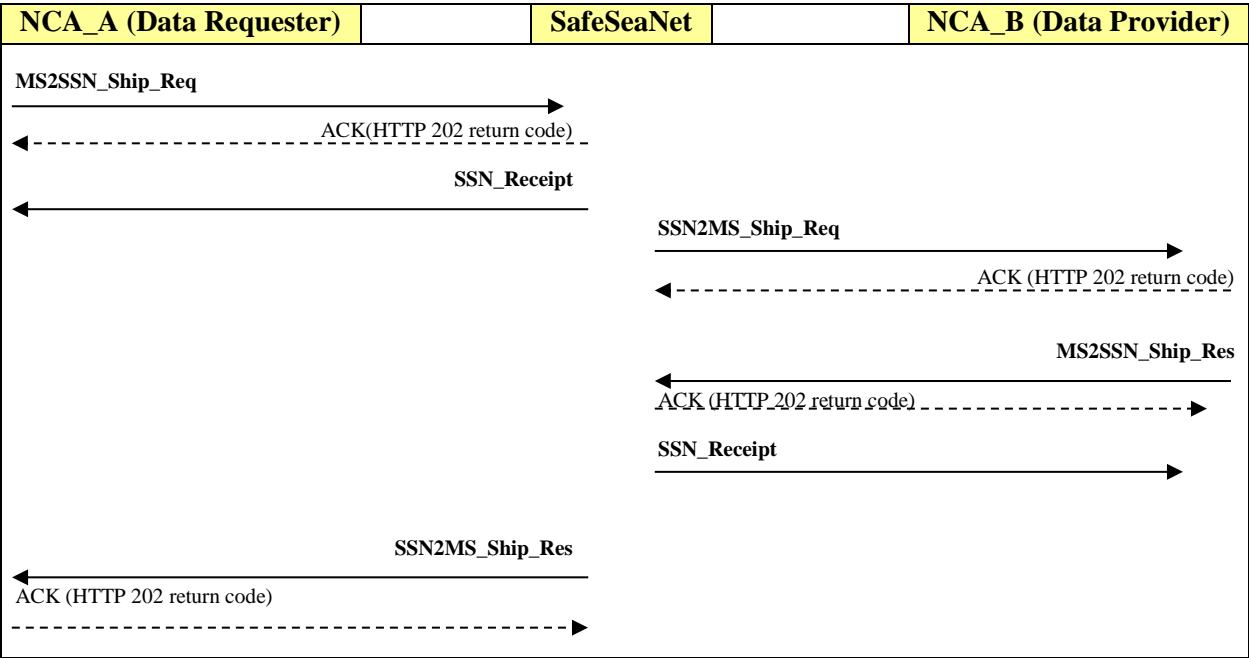 NCA_A (Data Requester)
SafeSeaNet
NCA_B (Data Provider)
MS2SSN_Ship_Req
ACK(HTTP 202 return code)
SSN_Receipt
SSN2MS_Ship_Req
ACK (HTTP 202 return code)
MS2SSN_Ship_Res
ACK (HTTP 202 return code)
SSN_Receipt
SSN2MS_Ship_Res
ACK (HTTP 202 return code)